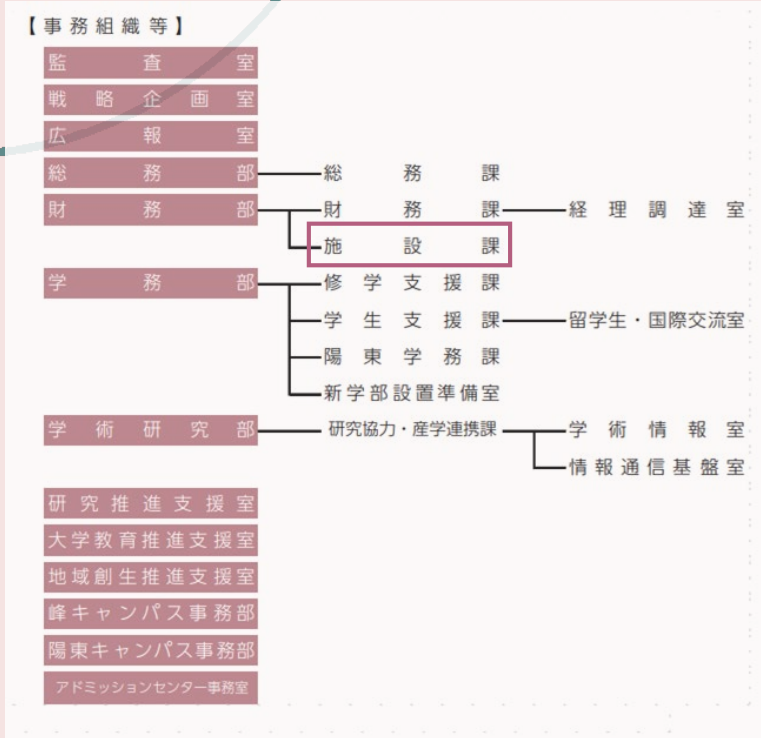 【事務組織等】
監査室
戦略企画室
広報室
総務部 総務課
財務部 財務課 経理調達室
施設課
学務部 修学支援課
学生支援課 留学生・国際交流室
陽東学務課
新学部設置準備室
学術研究部 研究協力・産学連携課 学術情報室
情報通信基盤室
研究推進支援室
大学教育推進支援室
地域創生推進支援室
峰キャンパス事務部
陽東キャンパス事務部
アドミッションセンター事務室